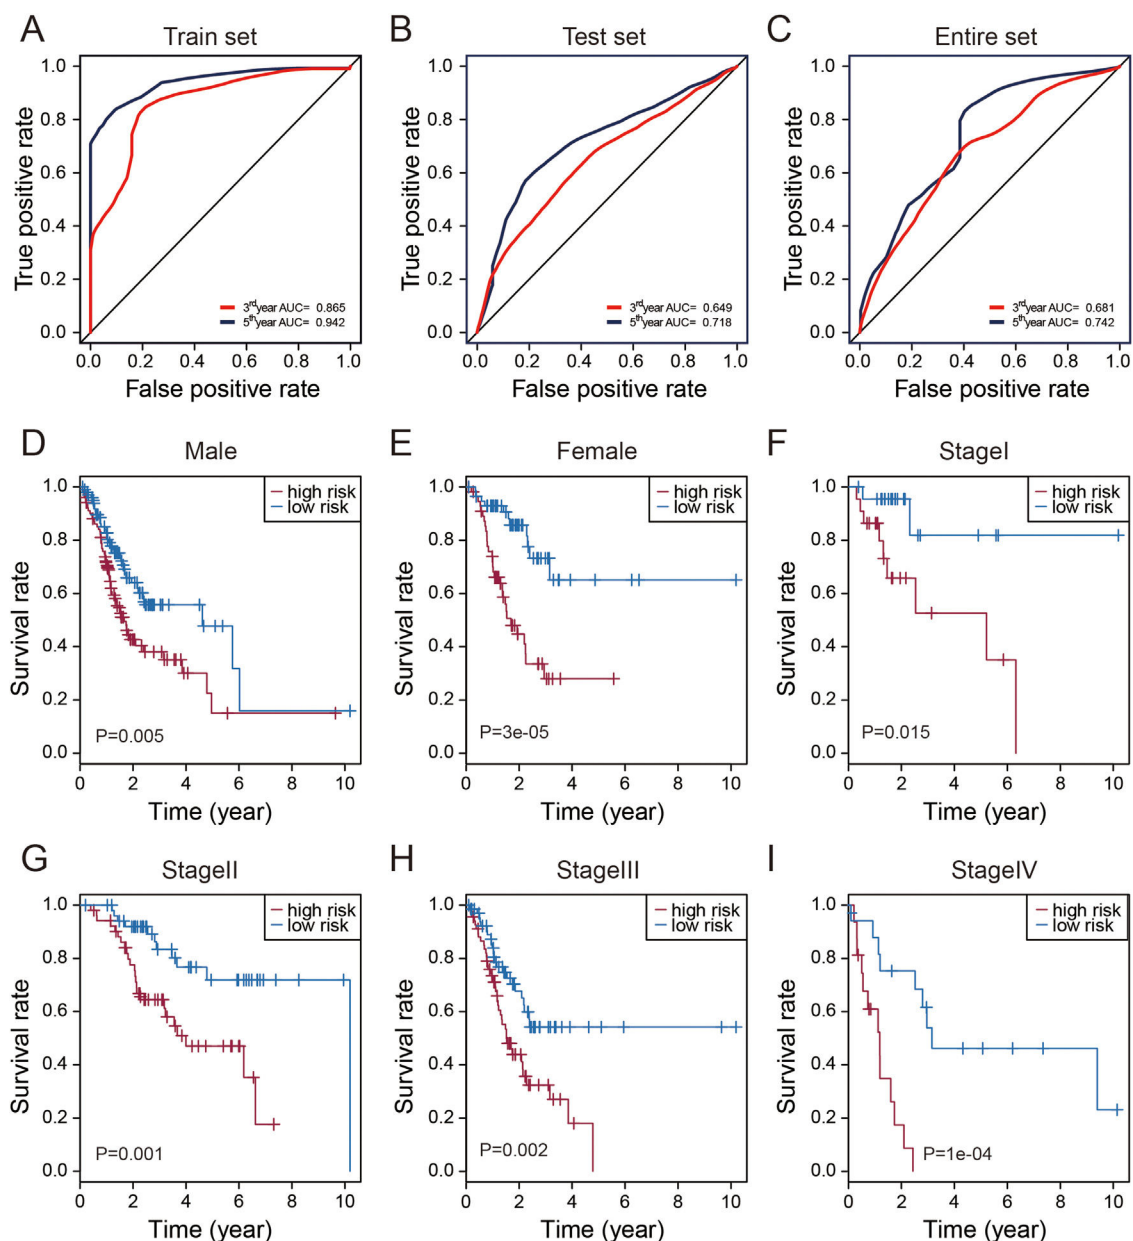 A
Train set
True positive rate
1.0
0.8
0.6
0.4
0.2
0.0
3rdyear AUC= 0.865
5thyear AUC= 0.942
0.0 0.2 0.4 0.6 0.8 1.0
False positive rate
B
Test set
True positive rate
1.0
0.8
0.6
0.4
0.2
0.0
3rdyear AUC= 0.649
5thyear AUC= 0.718
0.0 0.2 0.4 0.6 0.8 1.0
False positive rate
C
Entire set
True positive rate
1.0
0.8
0.6
0.4
0.2
0.0
3rdyear AUC= 0.681
5thyear AUC= 0.742
0.0 0.2 0.4 0.6 0.8 1.0
False positive rate
D
Male
Survival rate
1.0
0.8
0.6
0.4
0.2
0.0
high risk
low risk
P=0.005
0 2 4 6 8 10
Time (year)
E
Female
Survival rate
1.0
0.8
0.6
0.4
0.2
0.0
high risk
low risk
P=3e-05
0 2 4 6 8 10
Time (year)
F
StageI
Survival rate
1.0
0.8
0.6
0.4
0.2
0.0
high risk
low risk
P=0.015
0 2 4 6 8 10
Time (year)
G
StageII
Survival rate
1.0
0.8
0.6
0.4
0.2
0.0
high risk
low risk
P=0.001
0 2 4 6 8 10
Time (year)
H
StageIII
Survival rate
1.0
0.8
0.6
0.4
0.2
0.0
high risk
low risk
P=0.002
0 2 4 6 8 10
Time (year)
I
StageIV
Survival rate
1.0
0.8
0.6
0.4
0.2
0.0
high risk
low risk
P=1e-04
0 2 4 6 8 10
Time (year)